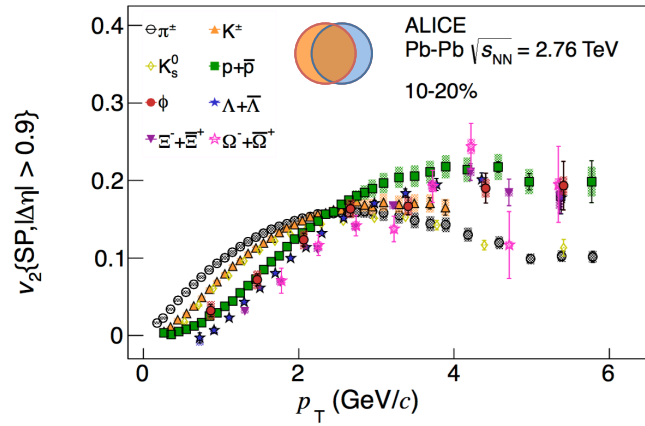 0.4
0.3
0.2
0.1
0
v₂{SP,|Δη| > 0.9}
π±
K±
K⁰ₛ
p+p̅
ϕ
Λ+Λ̅
Ξ⁻+Ξ̅⁺
Ω⁻+Ω̅⁺
ALICE
Pb-Pb √sNN = 2.76 TeV
10-20%
0 2 4 6
pT (GeV/c)